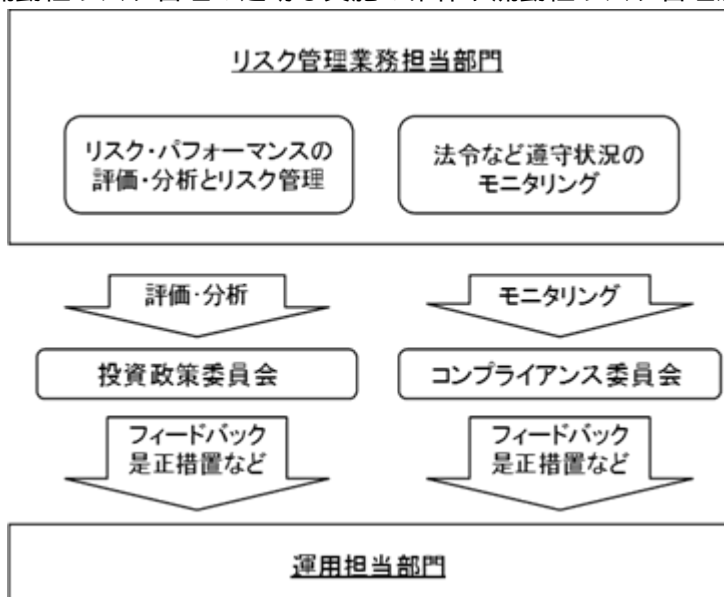 リスク管理業務担当部門
リスク・パフォーマンスの
評価・分析とリスク管理
法令など遵守状況の
モニタリング
評価・分析
モニタリング
投資政策委員会
コンプライアンス委員会
フィードバック
是正措置など
フィードバック
是正措置など
運用担当部門